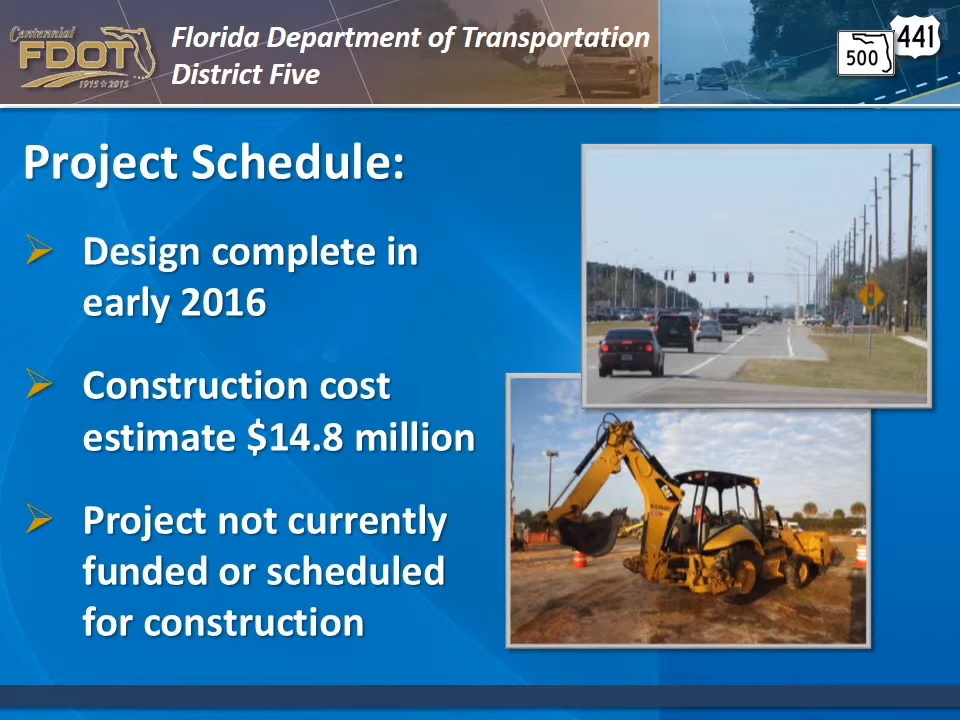 Centennial
FDOT
1915★2015
Florida Department of Transportation
District Five
500
441
Project Schedule:
Design complete in
early 2016
Construction cost
estimate $14.8 million
Project not currently
funded or scheduled
for construction
CAT